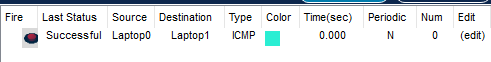 Fire Last Status Source Destination Type Color Time(sec) Periodic Num Edit
Successful Laptop0 Laptop1 ICMP 0.000 N 0 (edit)